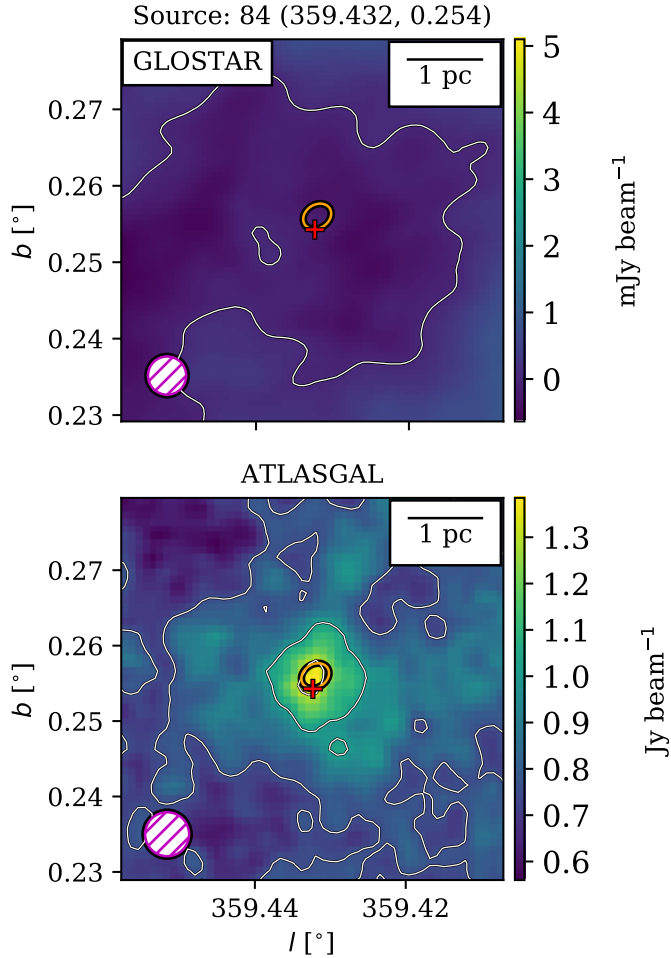 Source: 84 (359.432, 0.254)
GLOSTAR
1 pc
0.27
0.26
0.25
0.24
0.23
b [°]
5
4
3
2
1
0
mJy beam⁻¹
ATLASGAL
1 pc
0.27
0.26
0.25
0.24
0.23
b [°]
1.3
1.2
1.1
1.0
0.9
0.8
0.7
0.6
Jy beam⁻¹
359.44 359.42
l [°]